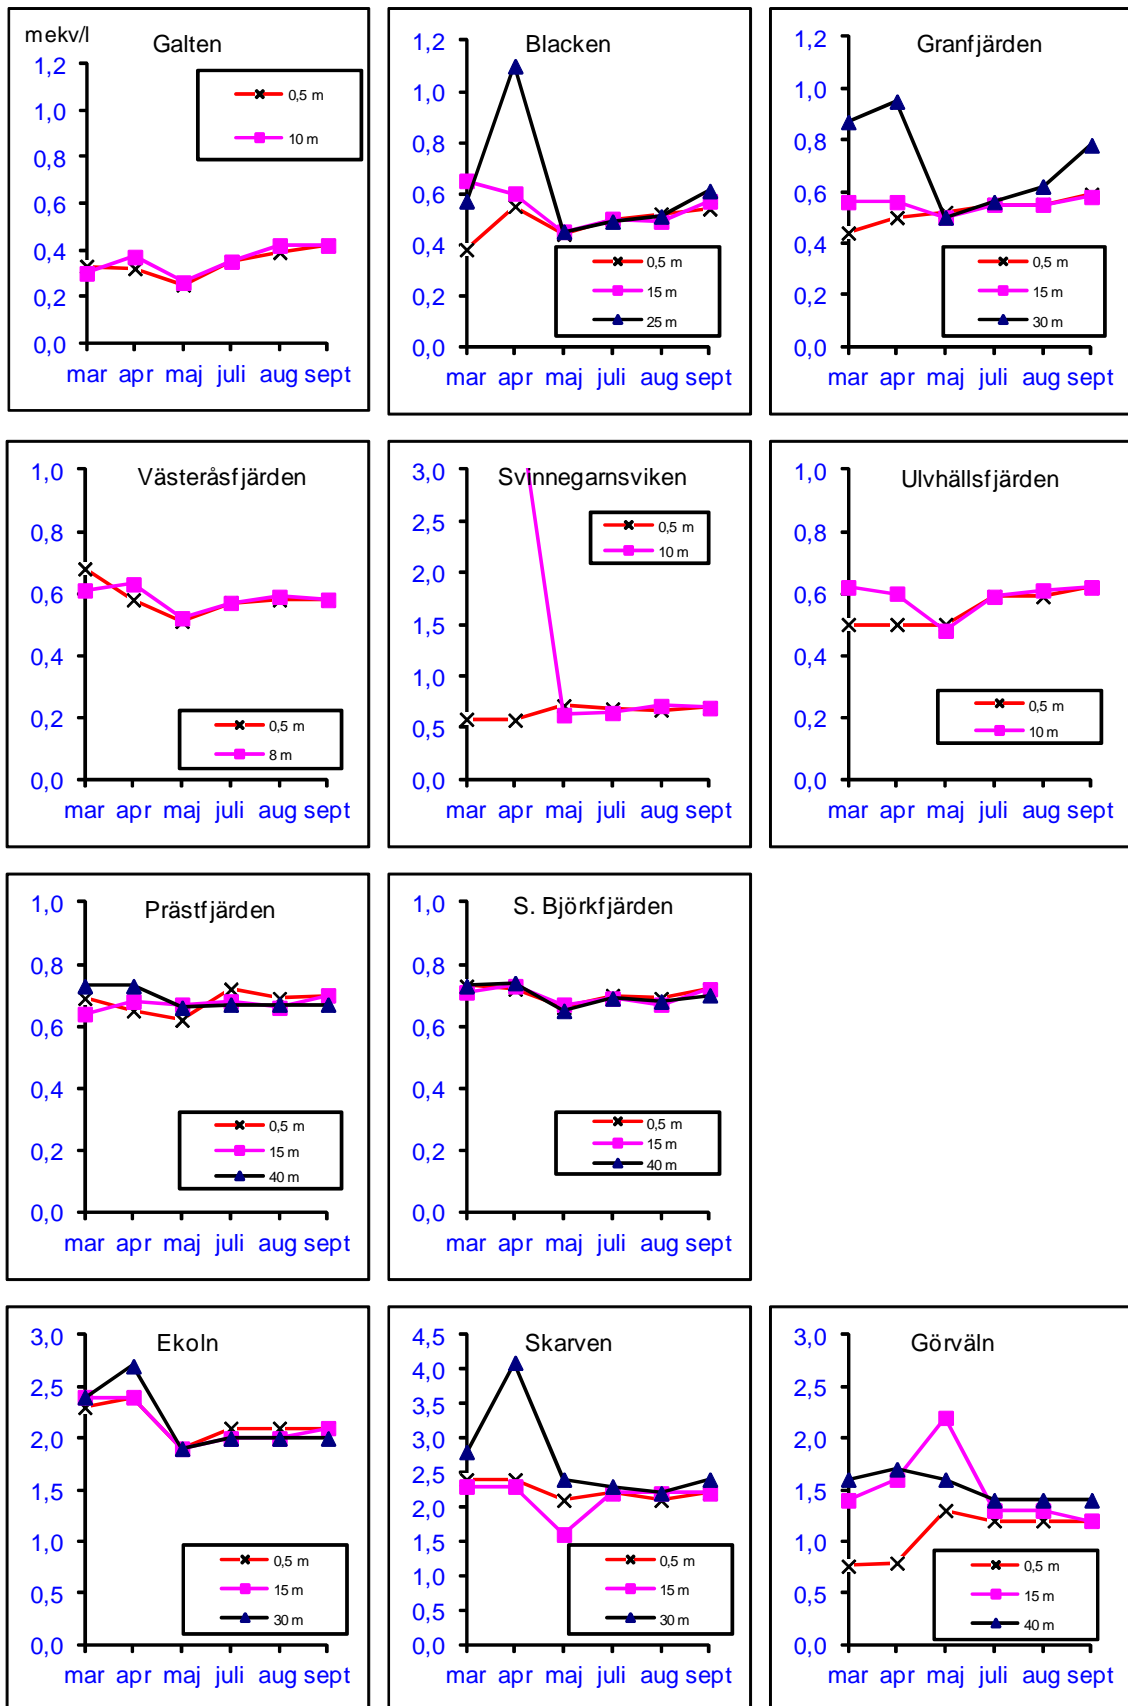 mekv/l
Galten
1,2
1,0
0,8
0,6
0,4
0,2
0,0
0,5 m
10 m
mar apr maj juli aug sept
Blacken
1,2
1,0
0,8
0,6
0,4
0,2
0,0
0,5 m
15 m
25 m
mar apr maj juli aug sept
Granfjärden
1,2
1,0
0,8
0,6
0,4
0,2
0,0
0,5 m
15 m
30 m
mar apr maj juli aug sept
Västeråsfjärden
1,0
0,8
0,6
0,4
0,2
0,0
0,5 m
8 m
mar apr maj juli aug sept
Svinnegarnsviken
3,0
2,5
2,0
1,5
1,0
0,5
0,0
0,5 m
10 m
mar apr maj juli aug sept
Ulvhällsfjärden
1,0
0,8
0,6
0,4
0,2
0,0
0,5 m
10 m
mar apr maj juli aug sept
Prästfjärden
1,0
0,8
0,6
0,4
0,2
0,0
0,5 m
15 m
40 m
mar apr maj juli aug sept
S. Björkfjärden
1,0
0,8
0,6
0,4
0,2
0,0
0,5 m
15 m
40 m
mar apr maj juli aug sept
Ekoln
3,0
2,5
2,0
1,5
1,0
0,5
0,0
0,5 m
15 m
30 m
mar apr maj juli aug sept
Skarven
4,5
4,0
3,5
3,0
2,5
2,0
1,5
1,0
0,5
0,0
0,5 m
15 m
30 m
mar apr maj juli aug sept
Görväln
3,0
2,5
2,0
1,5
1,0
0,5
0,0
0,5 m
15 m
40 m
mar apr maj juli aug sept